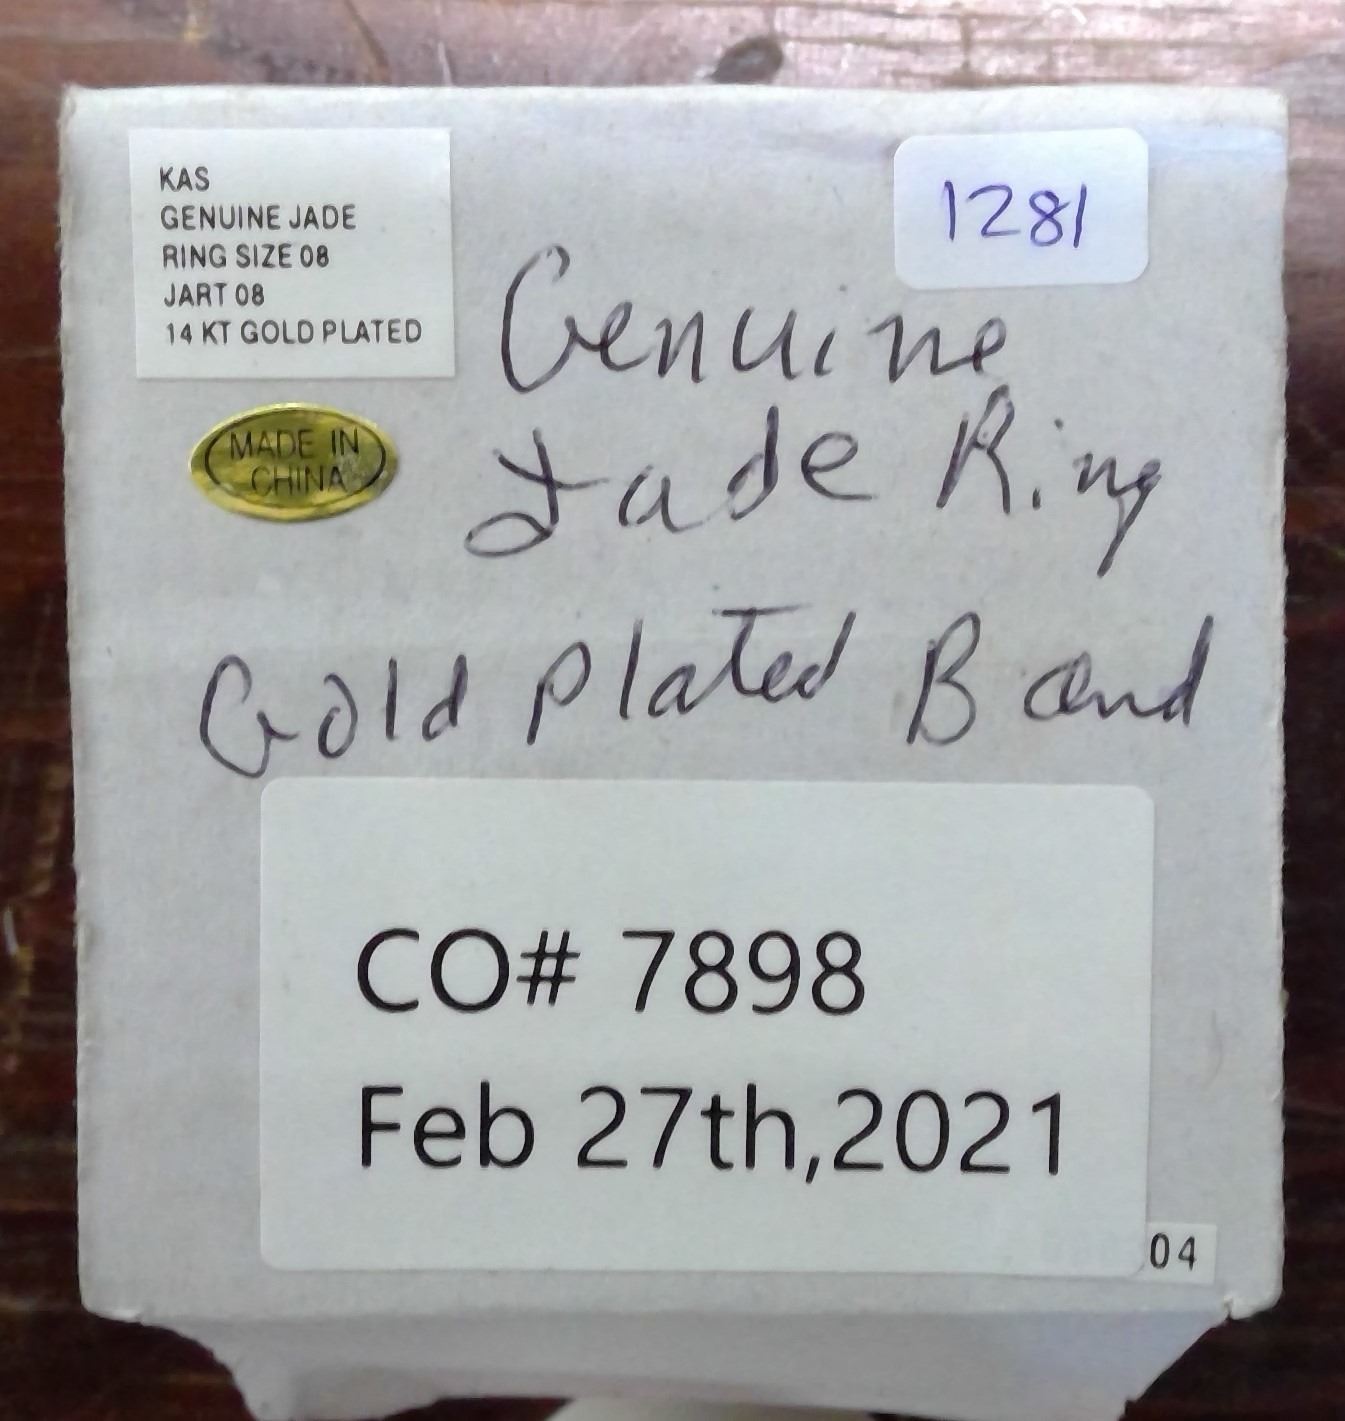 KAS
GENUINE JADE
RING SIZE 08
JART 08
14 KT GOLD PLATED
1281
MADE IN
CHINA
Genuine
Jade Ring
Gold plated Band
CO# 7898
Feb 27th,2021
04